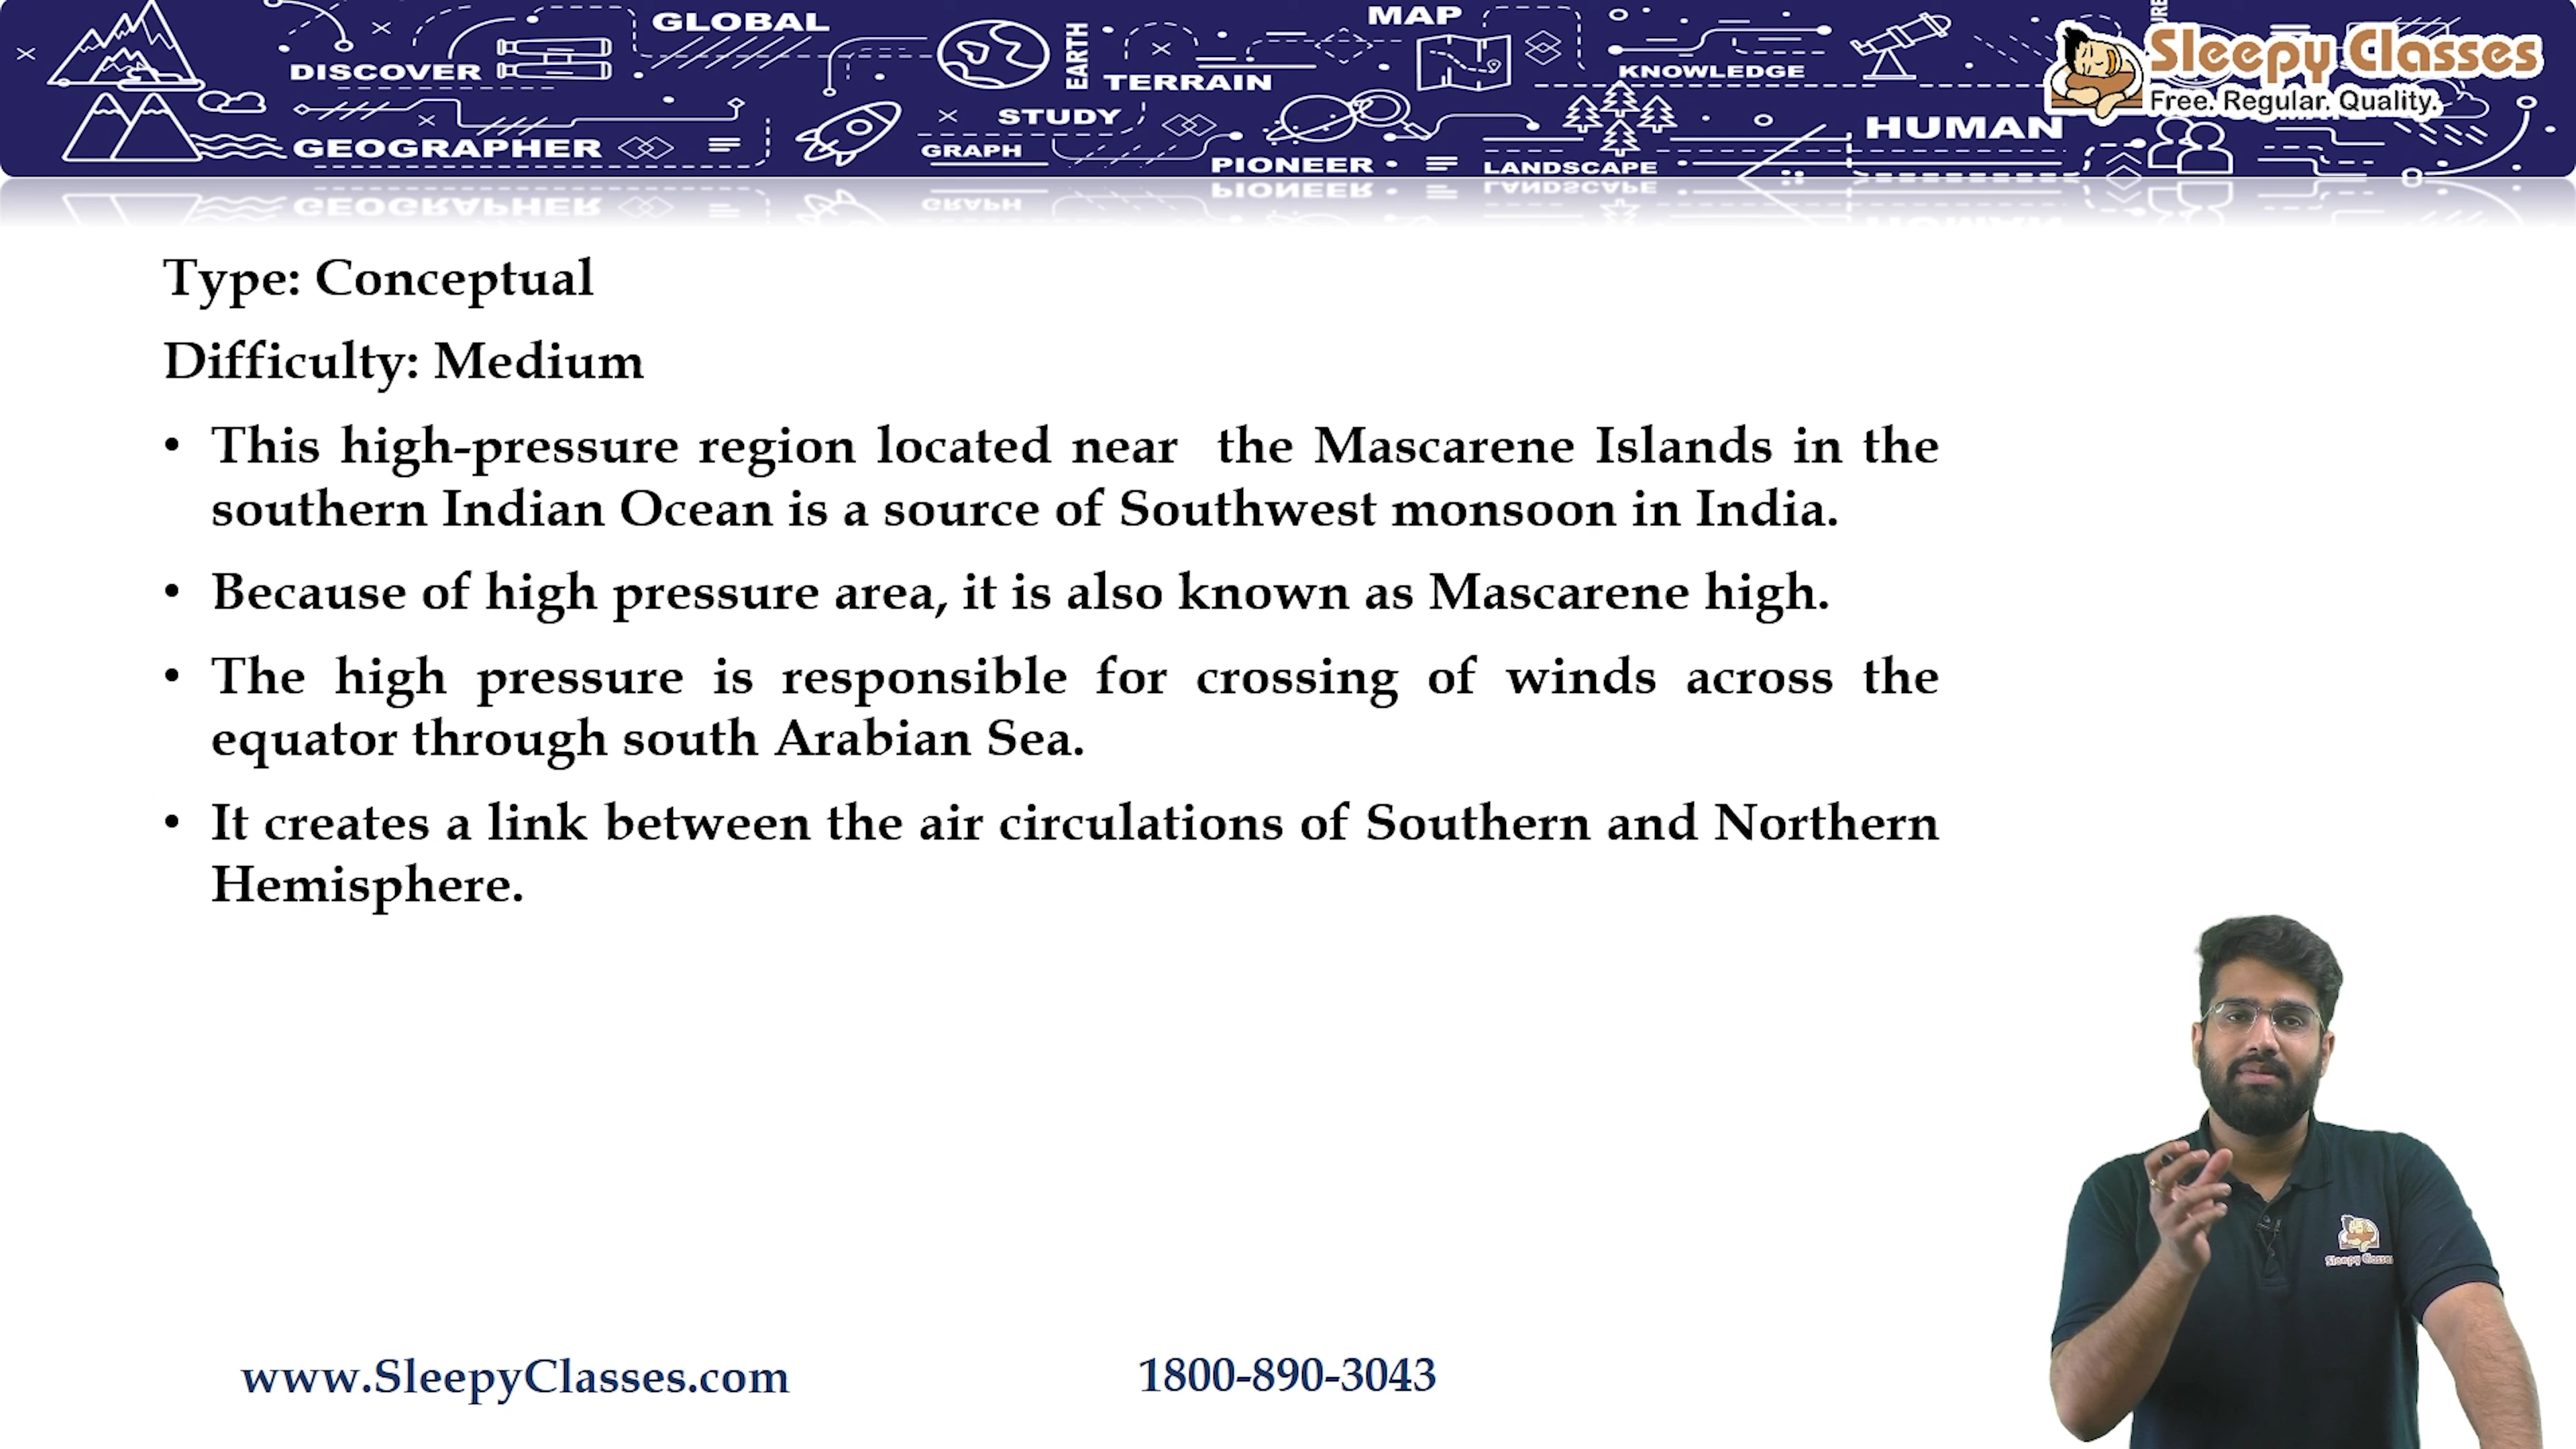 GLOBAL
MAP
DISCOVER
EARTH
TERRAIN
KNOWLEDGE
Sleepy Classes
Free. Regular. Quality.
STUDY
GEOGRAPHER
GRAPH
PIONEER
LANDSCAPE
HUMAN
Type: Conceptual
Difficulty: Medium
• This high-pressure region located near the Mascarene Islands in the
southern Indian Ocean is a source of Southwest monsoon in India.
• Because of high pressure area, it is also known as Mascarene high.
• The high pressure is responsible for crossing of winds across the
equator through south Arabian Sea.
• It creates a link between the air circulations of Southern and Northern
Hemisphere.
Sleepy Classes
www.SleepyClasses.com
1800-890-3043